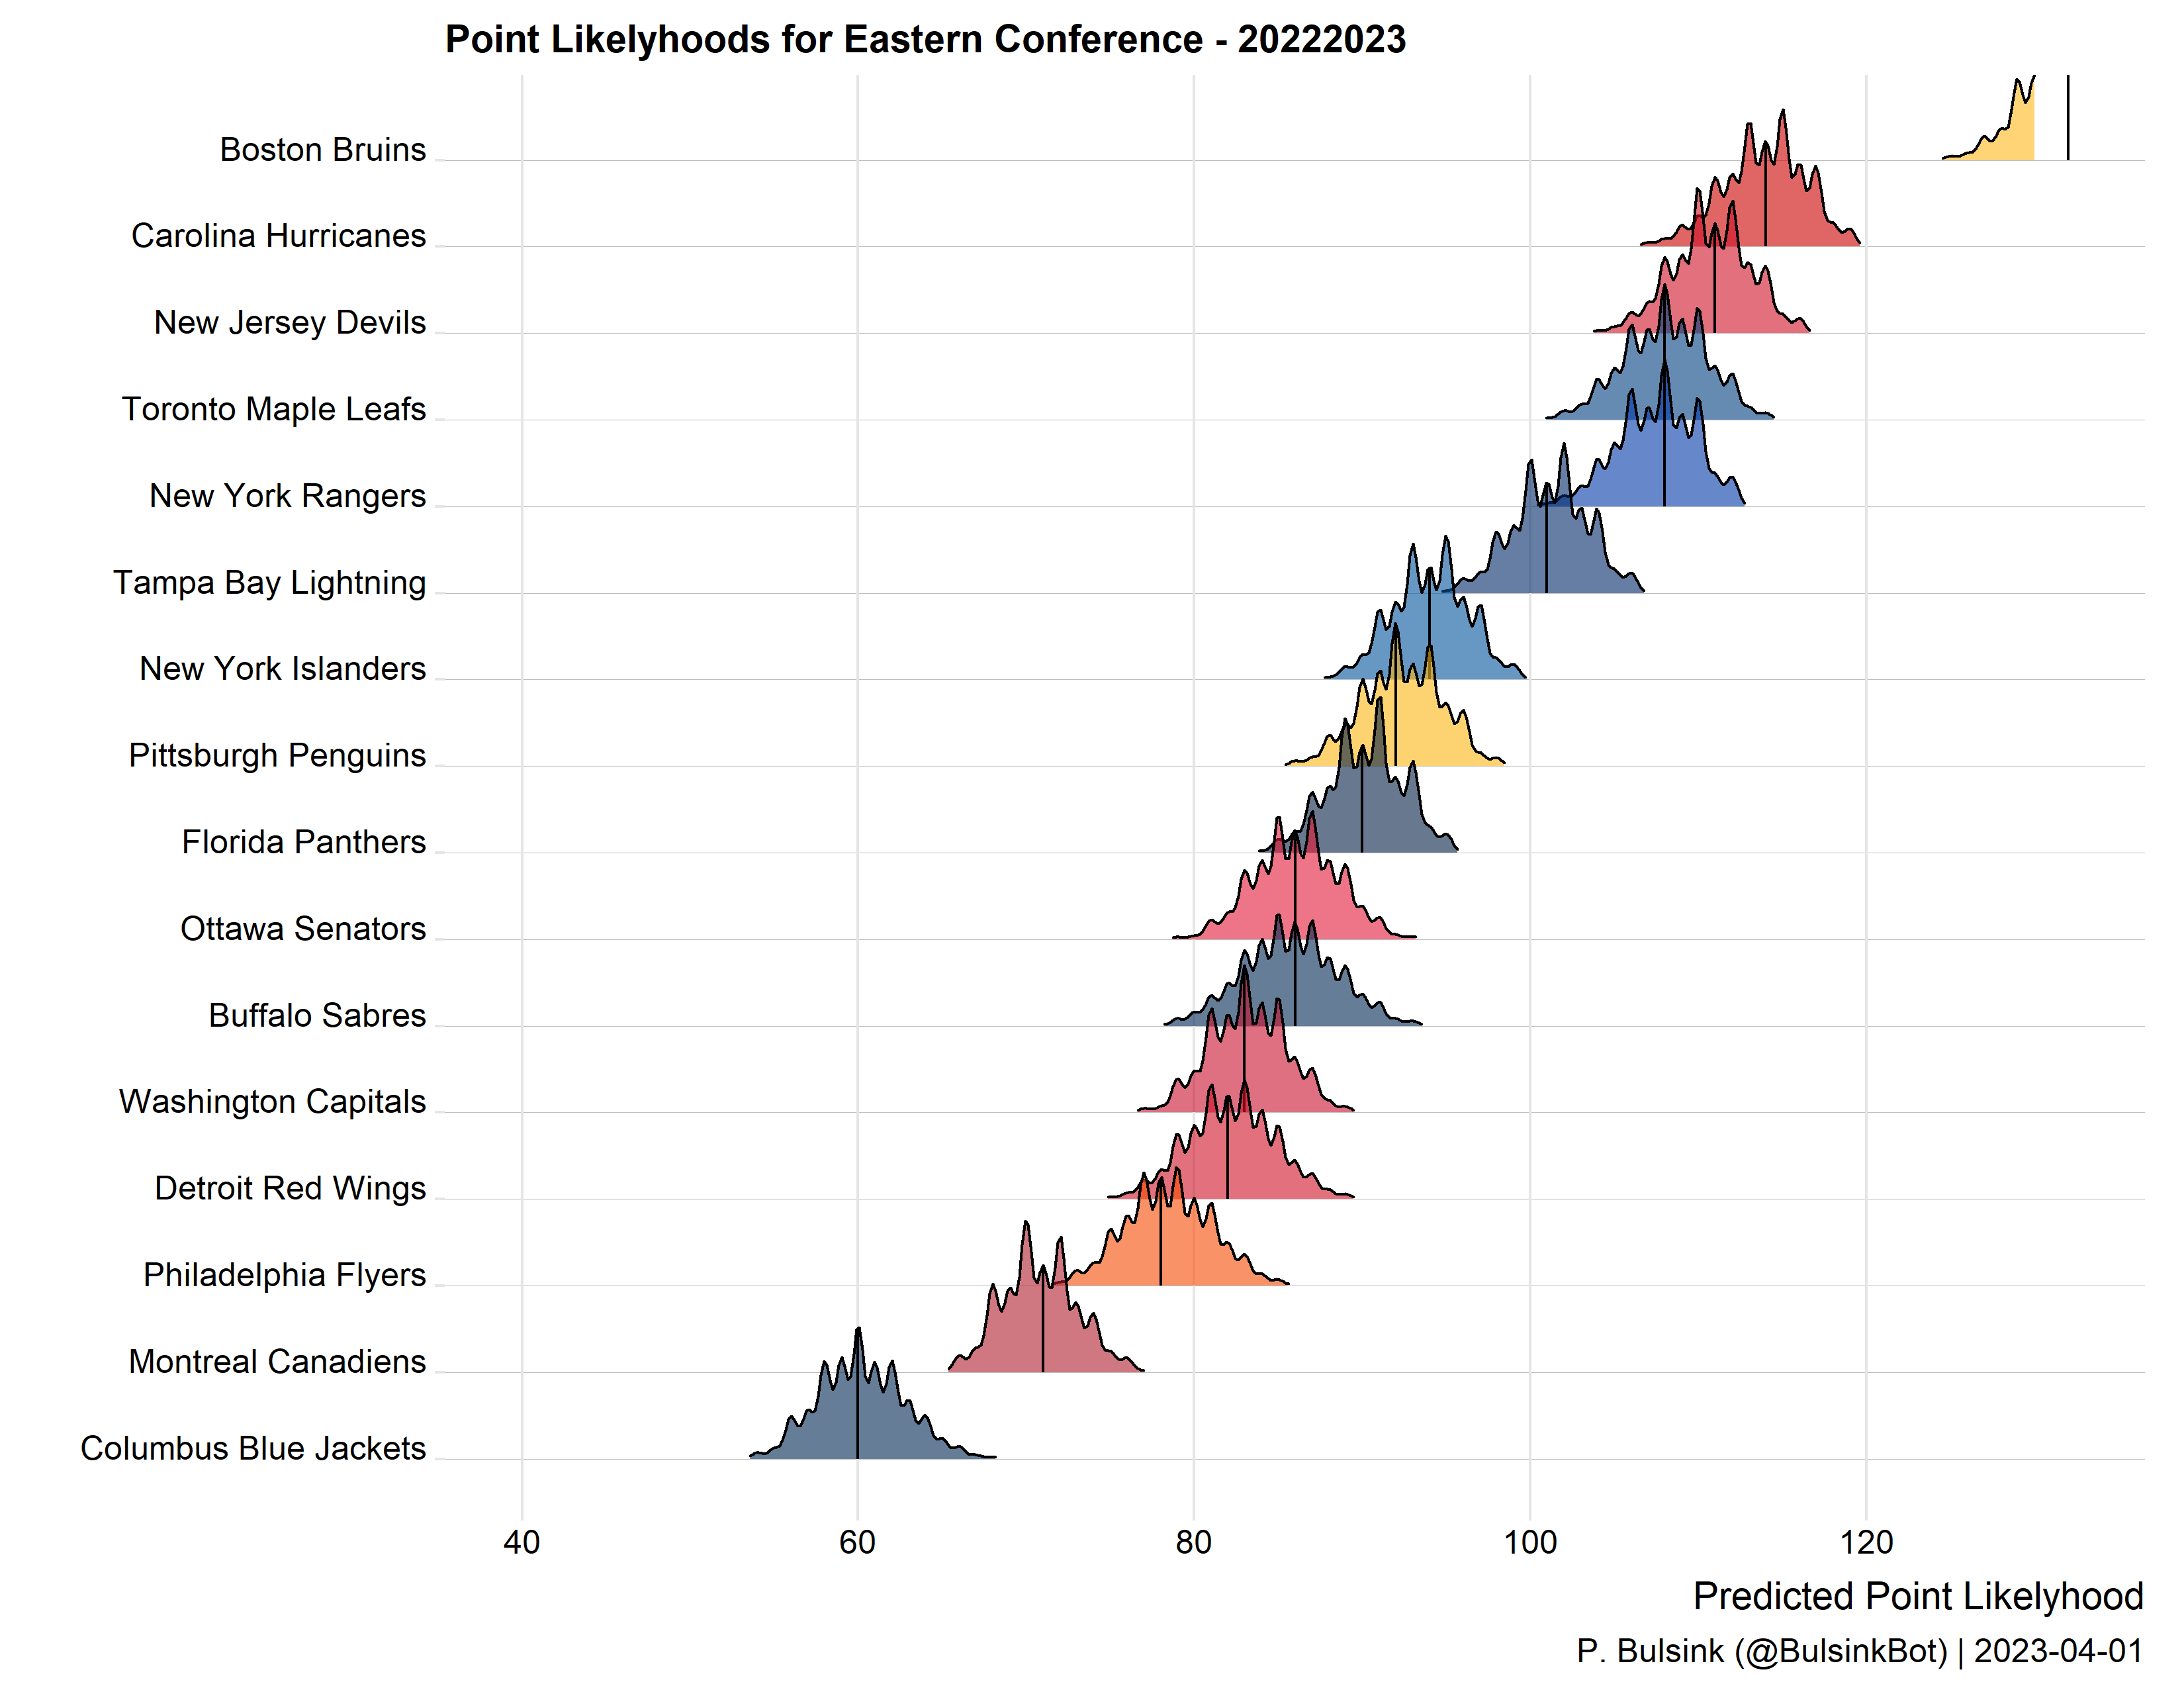 Point Likelyhoods for Eastern Conference - 20222023
Boston Bruins
Carolina Hurricanes
New Jersey Devils
Toronto Maple Leafs
New York Rangers
Tampa Bay Lightning
New York Islanders
Pittsburgh Penguins
Florida Panthers
Ottawa Senators
Buffalo Sabres
Washington Capitals
Detroit Red Wings
Philadelphia Flyers
Montreal Canadiens
Columbus Blue Jackets
40 60 80 100 120
Predicted Point Likelyhood
P. Bulsink (@BulsinkBot) | 2023-04-01